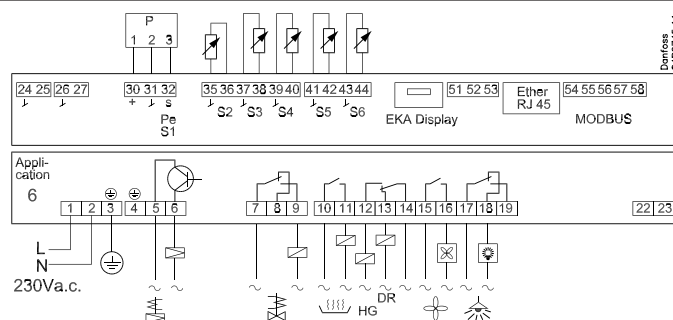 P
1 2 3
Danfoss
24 25 26 27 30 31 32 35 36 37 38 39 40 41 42 43 44 51 52 53 54 55 56 57 58
+ s
S2 S3 S4 S5 S6
Pe
S1
EKA Display
Ether
RJ 45
MODBUS
Appli-
cation
6
1 2 3 4 5 6 7 8 9 10 11 12 13 14 15 16 17 18 19 22 23
L
N
230Va.c.
HG
DR